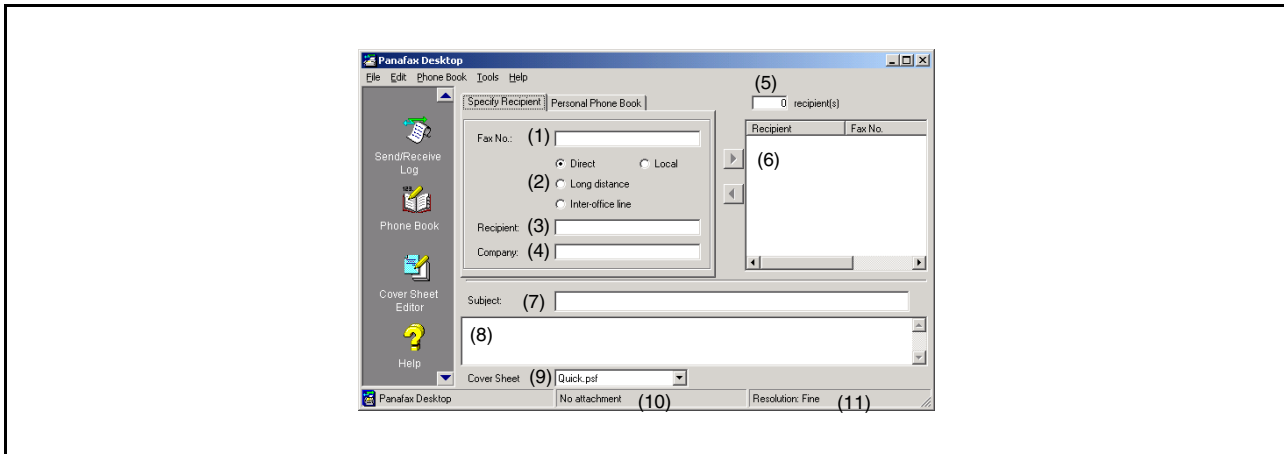 Panafax Desktop
File Edit Phone Book Tools Help
Send/Receive
Log
Phone Book
Cover Sheet
Editor
Help
Specify Recipient Personal Phone Book
Fax No.: (1)
(2) Direct Local
Long distance
Inter-office line
Recipient: (3)
Company: (4)
(5)
0 recipient(s)
Recipient Fax No.
(6)
Subject: (7)
(8)
Cover Sheet (9) Quick.psf
Panafax Desktop No attachment (10) Resolution: Fine (11)